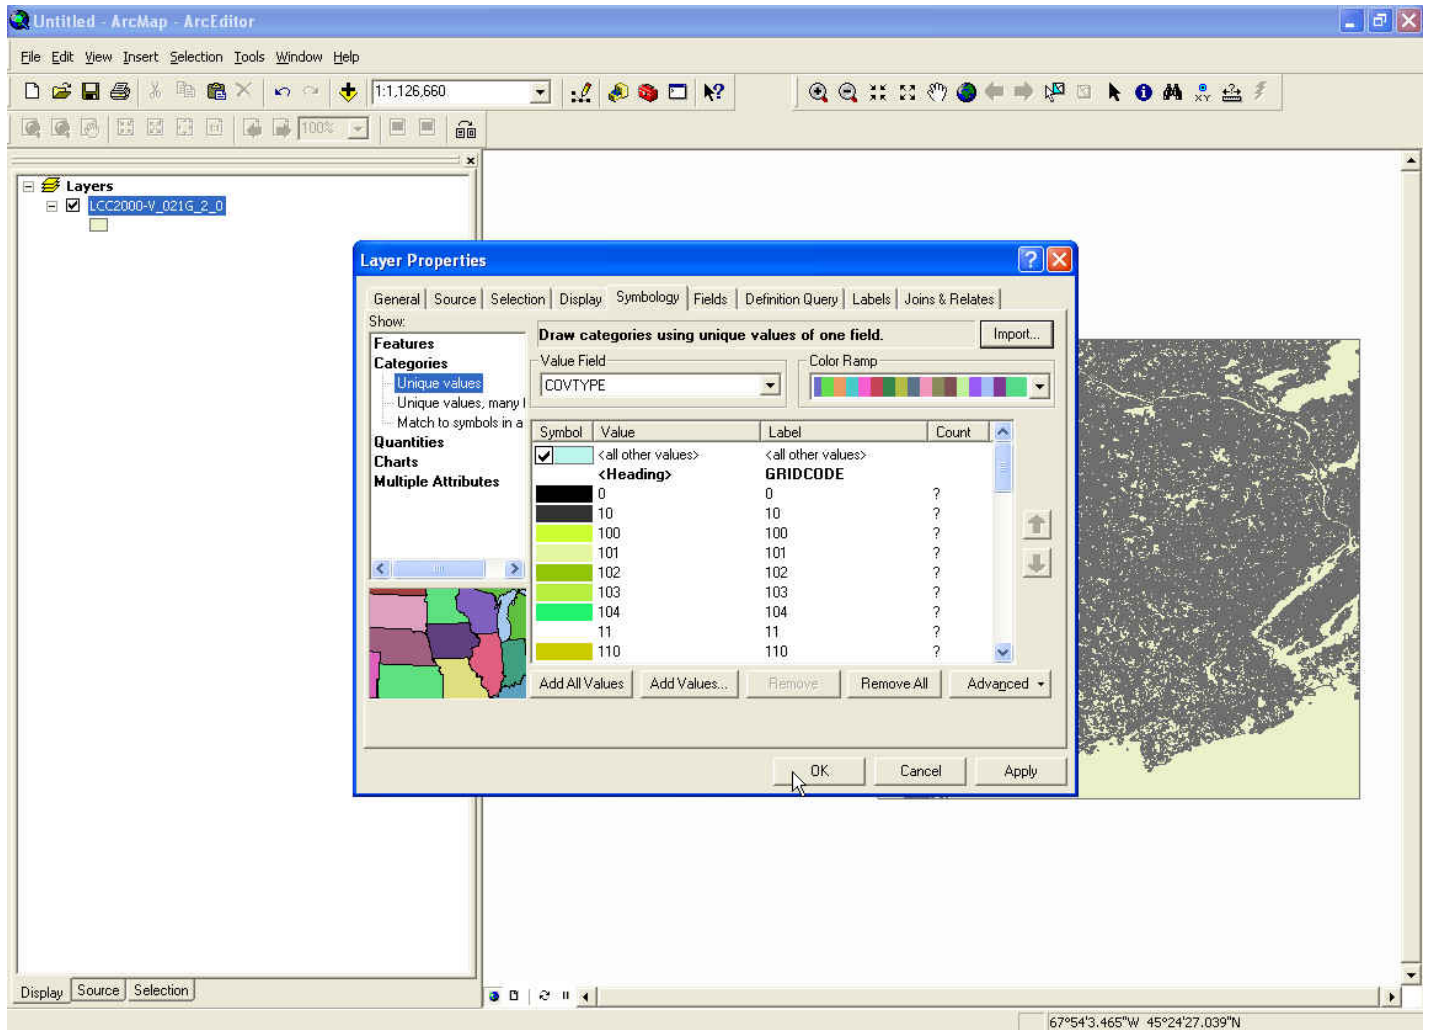 Untitled - ArcMap - ArcEditor
File Edit View Insert Selection Tools Window Help
1:1,126,660
100%
Layers
LCC2000-V_021G_2_0
Layer Properties
General Source Selection Display Symbology Fields Definition Query Labels Joins & Relates
Show:
Features
Categories
Unique values
Unique values, many
Match to symbols in a
Quantities
Charts
Multiple Attributes
Draw categories using unique values of one field.
Import...
Value Field
COVTYPE
Color Ramp
Symbol Value Label Count
<all other values> <all other values>
<Heading> GRIDCODE
0 0 ?
10 10 ?
100 100 ?
101 101 ?
102 102 ?
103 103 ?
104 104 ?
11 11 ?
110 110 ?
Add All Values Add Values... Remove Remove All Advanced
OK Cancel Apply
Display Source Selection
67°54'3.465"W 45°24'27.039"N